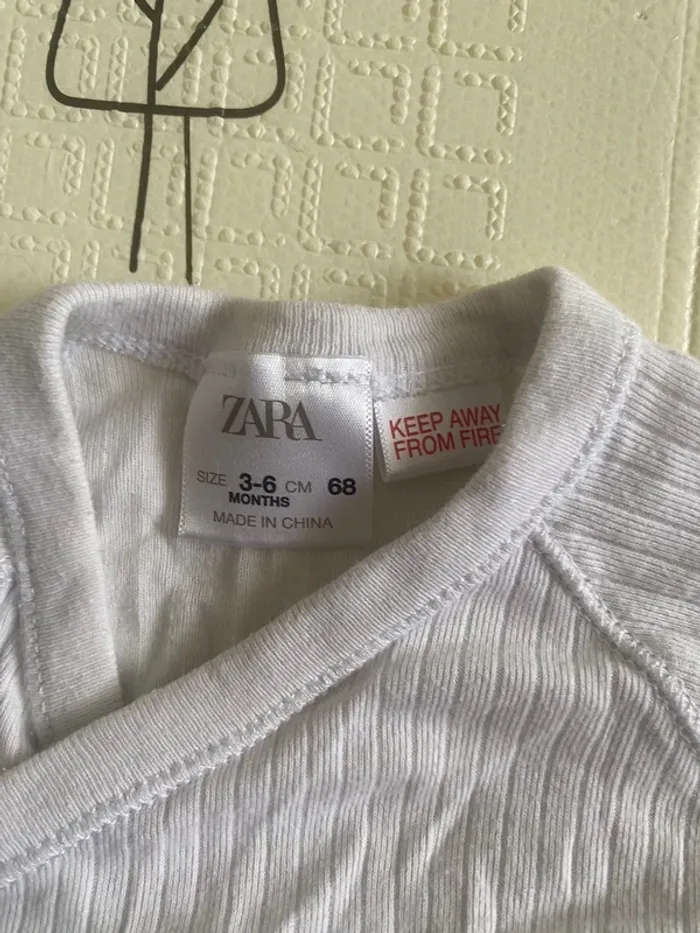 ZARA
SIZE 3-6 CM 68
MONTHS
MADE IN CHINA
KEEP AWAY
FROM FIRE